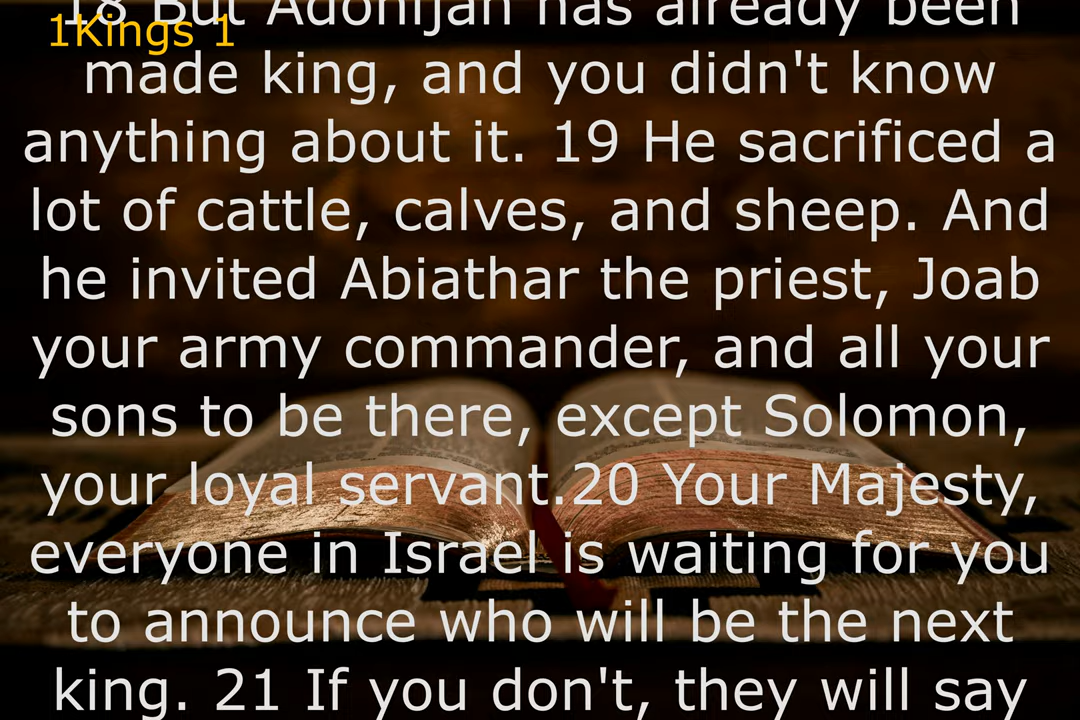 18 But Adonijah has already been
1Kings 1
made king, and you didn't know
anything about it. 19 He sacrificed a
lot of cattle, calves, and sheep. And
he invited Abiathar the priest, Joab
your army commander, and all your
sons to be there, except Solomon,
your loyal servant.20 Your Majesty,
everyone in Israel is waiting for you
to announce who will be the next
king. 21 If you don't, they will say